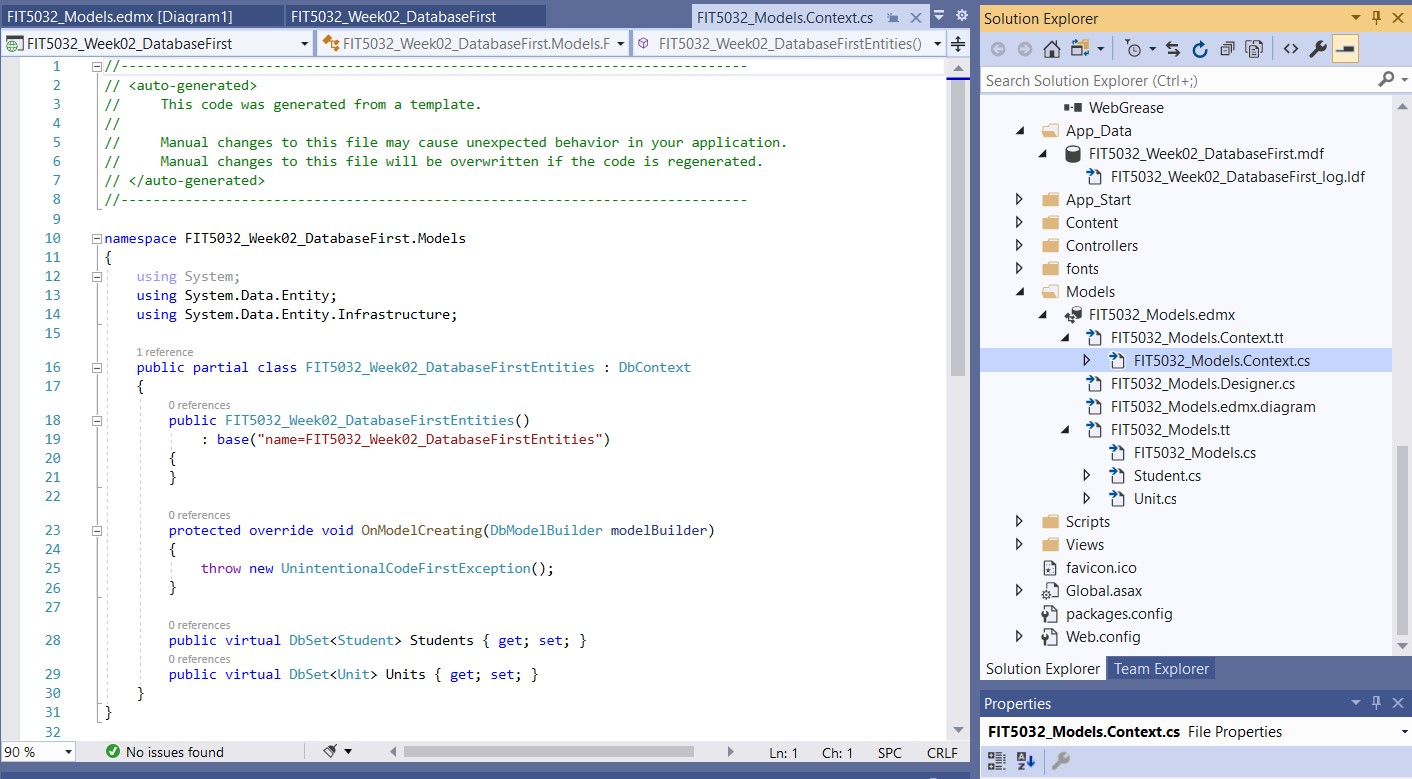 FIT5032_Models.edmx [Diagram1]
FIT5032_Week02_DatabaseFirst
FIT5032_Models.Context.cs
FIT5032_Week02_DatabaseFirst
FIT5032_Week02_DatabaseFirst.Models.F
FIT5032_Week02_DatabaseFirstEntities()
1 //------------------------------------------------------------------------------
2 // <auto-generated>
3 //     This code was generated from a template.
4 //
5 //     Manual changes to this file may cause unexpected behavior in your application.
6 //     Manual changes to this file will be overwritten if the code is regenerated.
7 // </auto-generated>
8 //------------------------------------------------------------------------------
9
10 namespace FIT5032_Week02_DatabaseFirst.Models
11 {
12     using System;
13     using System.Data.Entity;
14     using System.Data.Entity.Infrastructure;
15
1 reference
16     public partial class FIT5032_Week02_DatabaseFirstEntities : DbContext
17     {
0 references
18         public FIT5032_Week02_DatabaseFirstEntities()
19             : base("name=FIT5032_Week02_DatabaseFirstEntities")
20         {
21         }
22
0 references
23         protected override void OnModelCreating(DbModelBuilder modelBuilder)
24         {
25             throw new UnintentionalCodeFirstException();
26         }
27
0 references
28         public virtual DbSet<Student> Students { get; set; }
0 references
29         public virtual DbSet<Unit> Units { get; set; }
30     }
31 }
32
90 %
No issues found
Ln: 1
Ch: 1
SPC
CRLF
Solution Explorer
Search Solution Explorer (Ctrl+;)
WebGrease
App_Data
FIT5032_Week02_DatabaseFirst.mdf
FIT5032_Week02_DatabaseFirst_log.ldf
App_Start
Content
Controllers
fonts
Models
FIT5032_Models.edmx
FIT5032_Models.Context.tt
FIT5032_Models.Context.cs
FIT5032_Models.Designer.cs
FIT5032_Models.edmx.diagram
FIT5032_Models.tt
FIT5032_Models.cs
Student.cs
Unit.cs
Scripts
Views
favicon.ico
Global.asax
packages.config
Web.config
Solution Explorer
Team Explorer
Properties
FIT5032_Models.Context.cs File Properties